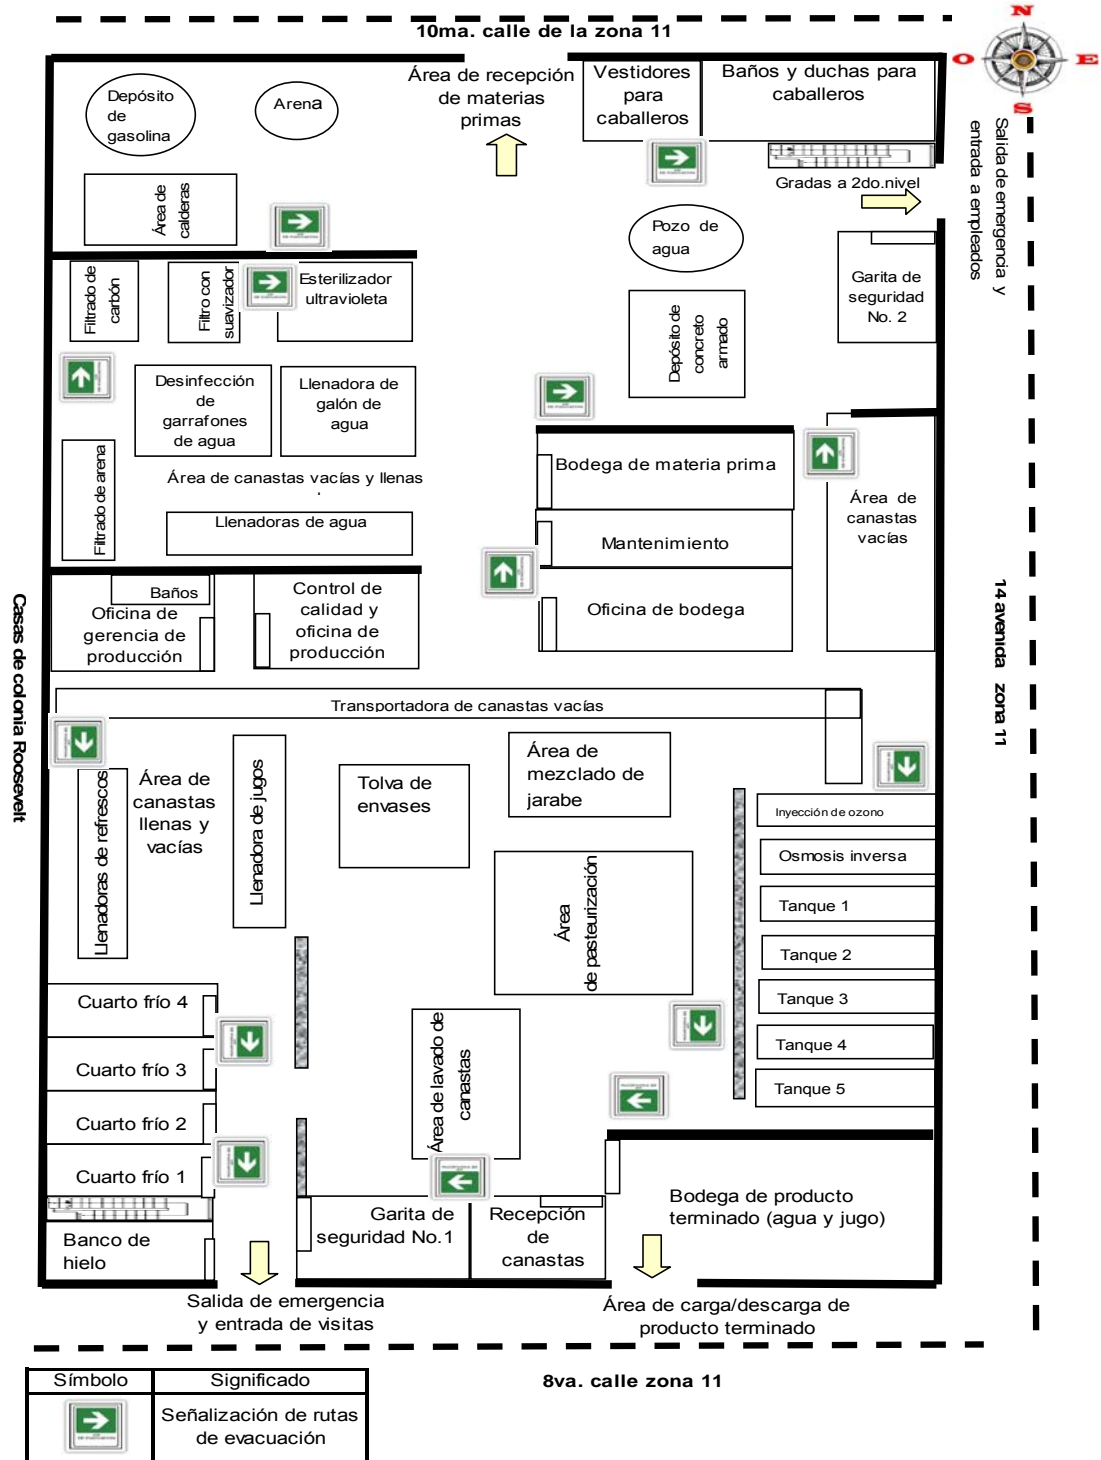 10ma. calle de la zona 11
N
O
E
S
Depósito
de
gasolina
Arena
Área de recepción
de materias
primas
Vestidores
para
caballeros
Baños y duchas para
caballeros
Salida de emergencia y
entrada a empleados
Gradas a 2do.nivel
Área de
calderas
Pozo de
agua
Garita de
seguridad
No. 2
Filtrado de
carbón
Filtro con
suavizador
Esterilizador
ultravioleta
Depósito de
concreto
armado
Desinfección
de
garrafones
de agua
Llenadora de
galón de
agua
Filtrado de arena
Área de canastas vacías y llenas
Llenadoras de agua
Bodega de materia prima
Mantenimiento
Oficina de bodega
Área de
canastas
vacías
Baños
Oficina de
gerencia de
producción
Control de
calidad y
oficina de
producción
Casas de colonia Roosevelt
14 avenida zona 11
Transportadora de canastas vacías
Llenadoras de refrescos
Área de
canastas
llenas y
vacías
Llenadora de jugos
Tolva de
envases
Área de
mezclado de
jarabe
Área
de pasteurización
Inyección de ozono
Osmosis inversa
Tanque 1
Tanque 2
Tanque 3
Tanque 4
Tanque 5
Cuarto frío 4
Cuarto frío 3
Cuarto frío 2
Cuarto frío 1
Área de lavado de
canastas
Banco de
hielo
Garita de
seguridad No.1
Recepción
de
canastas
Bodega de producto
terminado (agua y jugo)
Salida de emergencia
y entrada de visitas
Área de carga/descarga de
producto terminado
8va. calle zona 11
Símbolo
Significado
Señalización de rutas
de evacuación